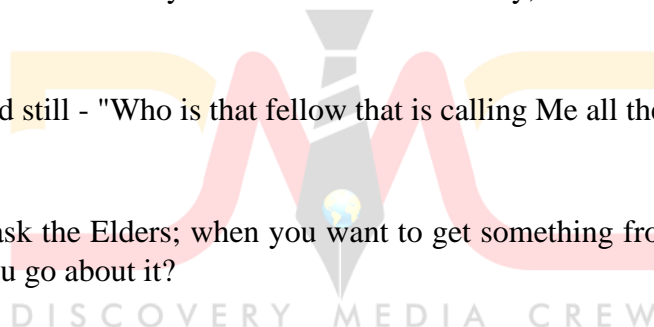 d still - "Who is that fellow that is calling Me all the
ask the Elders; when you want to get something fro
u go about it?
DISCOVERY MEDIA CREW